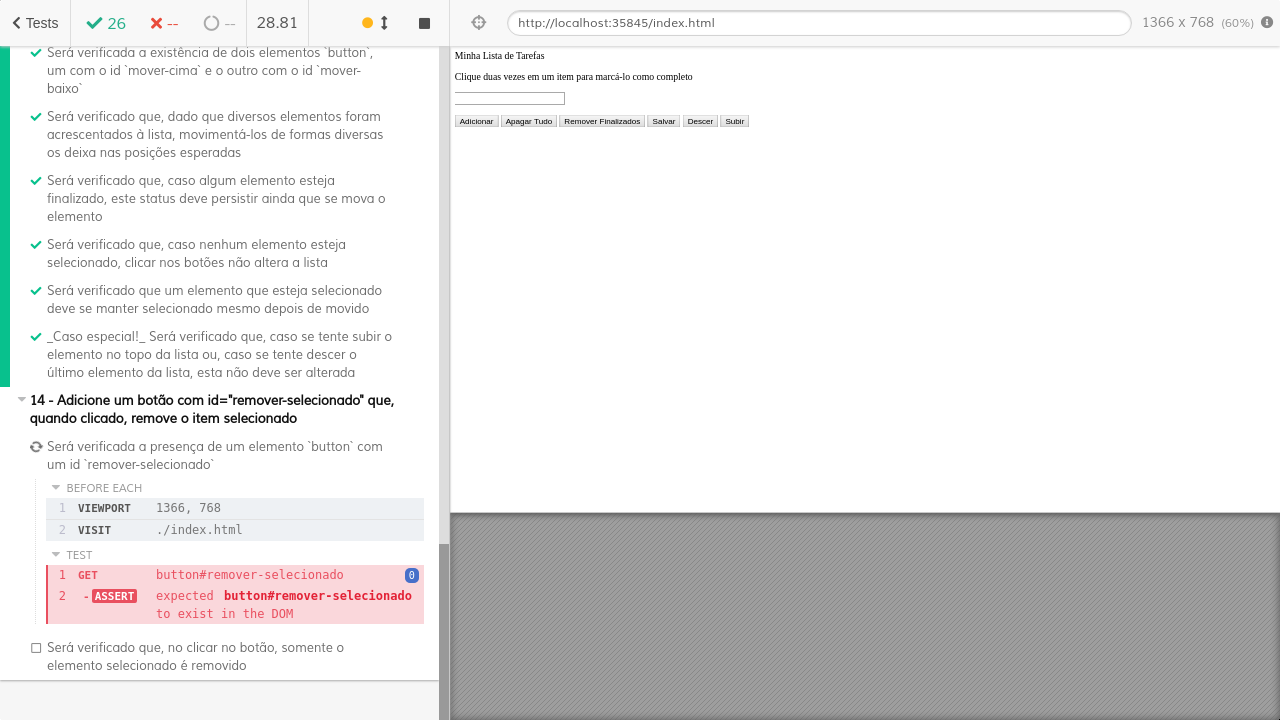 Tests
26
--
--
28.81
http://localhost:35845/index.html
1366 x 768 (60%)
Será verificada a existência de dois elementos `button`,
um com o id `mover-cima` e o outro com o id `mover-
baixo`
Será verificado que, dado que diversos elementos foram
acrescentados à lista, movimentá-los de formas diversas
os deixa nas posições esperadas
Será verificado que, caso algum elemento esteja
finalizado, este status deve persistir ainda que se mova o
elemento
Será verificado que, caso nenhum elemento esteja
selecionado, clicar nos botões não altera a lista
Será verificado que um elemento que esteja selecionado
deve se manter selecionado mesmo depois de movido
_Caso especial!_ Será verificado que, caso se tente subir o
elemento no topo da lista ou, caso se tente descer o
último elemento da lista, esta não deve ser alterada
14 - Adicione um botão com id="remover-selecionado" que,
quando clicado, remove o item selecionado
Será verificada a presença de um elemento `button` com
um id `remover-selecionado`
BEFORE EACH
1 VIEWPORT 1366, 768
2 VISIT ./index.html
TEST
1 GET button#remover-selecionado 0
2 -ASSERT expected button#remover-selecionado
to exist in the DOM
Será verificado que, no clicar no botão, somente o
elemento selecionado é removido
Minha Lista de Tarefas
Clique duas vezes em um item para marcá-lo como completo
Adicionar Apagar Tudo Remover Finalizados Salvar Descer Subir